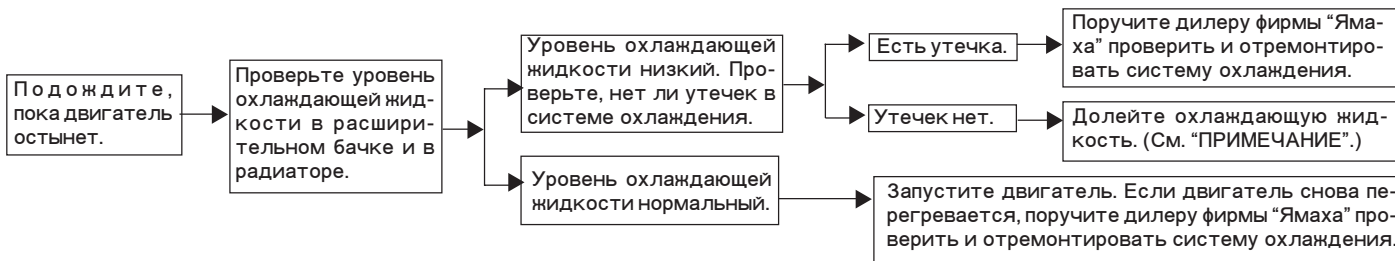 Подождите,
пока двигатель
остынет.
Проверьте уровень
охлаждающей жид-
кости в расшири-
тельном бачке и в
радиаторе.
Уровень охлаждающей
жидкости низкий. Про-
верьте, нет ли утечек в
системе охлаждения.
Есть утечка.
Поручите дилеру фирмы “Яма-
ха” проверить и отремонтиро-
вать систему охлаждения.
Утечек нет.
Долейте охлаждающую жид-
кость. (См. “ПРИМЕЧАНИЕ”.)
Уровень охлаждающей
жидкости нормальный.
Запустите двигатель. Если двигатель снова пе-
регревается, поручите дилеру фирмы “Ямаха” про-
верить и отремонтировать систему охлаждения.